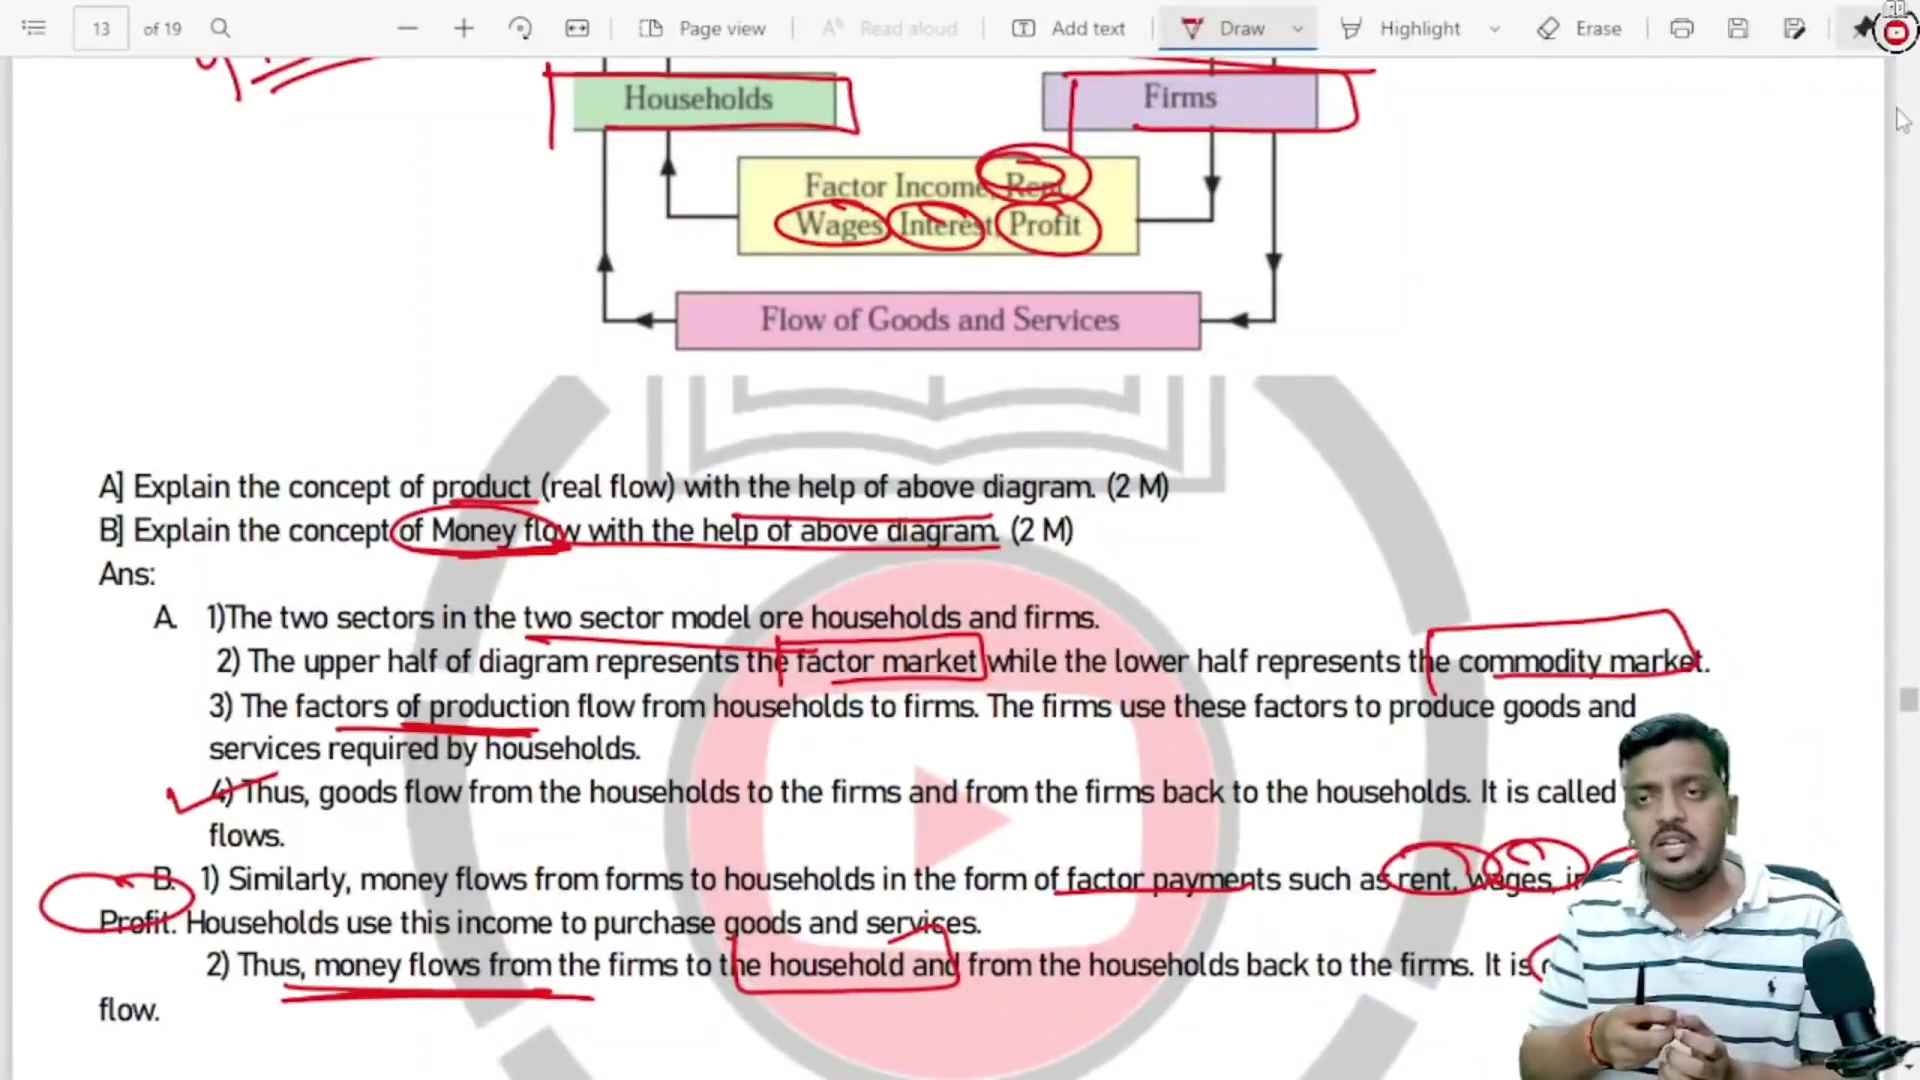 13 of 19 Page view Read aloud Add text Draw Highlight Erase
Households
Firms
Factor Income, Rent,
Wages, Interest, Profit
Flow of Goods and Services
A] Explain the concept of product (real flow) with the help of above diagram. (2 M)
B] Explain the concept of Money flow with the help of above diagram. (2 M)
Ans:
A. 1)The two sectors in the two sector model ore households and firms.
2) The upper half of diagram represents the factor market while the lower half represents the commodity market.
3) The factors of production flow from households to firms. The firms use these factors to produce goods and
services required by households.
4) Thus, goods flow from the households to the firms and from the firms back to the households. It is called
flows.
B. 1) Similarly, money flows from forms to households in the form of factor payments such as rent, wages,
Profit. Households use this income to purchase goods and services.
2) Thus, money flows from the firms to the household and from the households back to the firms. It is
flow.